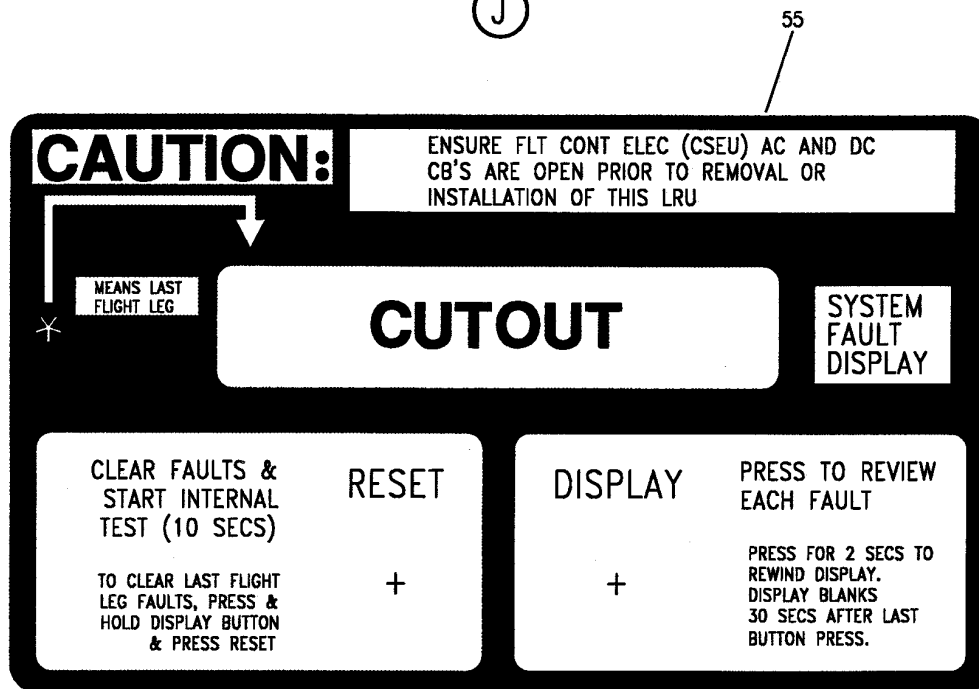 J
55
CAUTION:
ENSURE FLT CONT ELEC (CSEU) AC AND DC
CB'S ARE OPEN PRIOR TO REMOVAL OR
INSTALLATION OF THIS LRU
MEANS LAST
FLIGHT LEG
*
CUTOUT
SYSTEM
FAULT
DISPLAY
CLEAR FAULTS &
START INTERNAL
TEST (10 SECS)
RESET
TO CLEAR LAST FLIGHT
LEG FAULTS, PRESS &
HOLD DISPLAY BUTTON
& PRESS RESET
+
DISPLAY
+
PRESS TO REVIEW
EACH FAULT
PRESS FOR 2 SECS TO
REWIND DISPLAY.
DISPLAY BLANKS
30 SECS AFTER LAST
BUTTON PRESS.